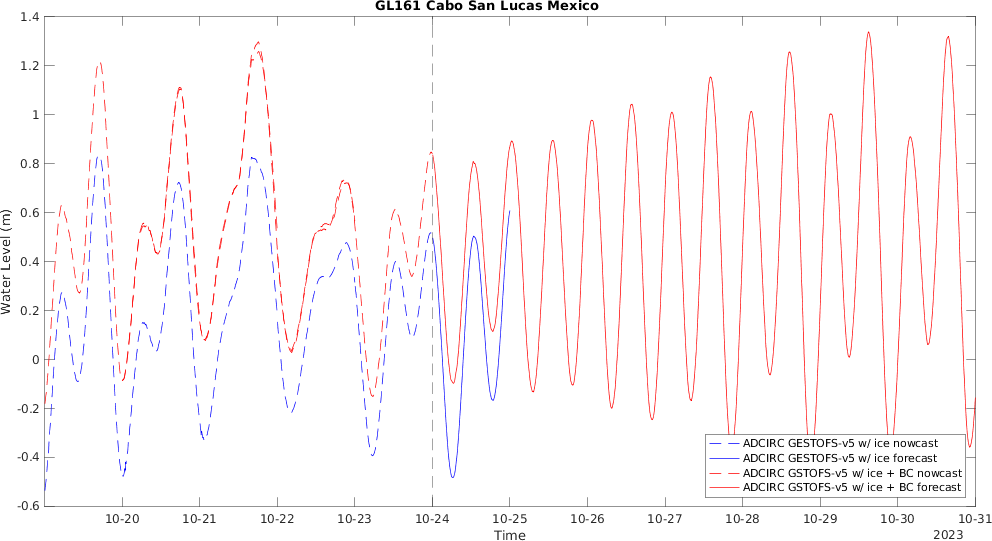 GL161 Cabo San Lucas Mexico
1.4
1.2
1
0.8
0.6
0.4
0.2
0
-0.2
-0.4
-0.6
Water Level (m)
ADCIRC GESTOFS-v5 w/ ice nowcast
ADCIRC GESTOFS-v5 w/ ice forecast
ADCIRC GSTOFS-v5 w/ ice + BC nowcast
ADCIRC GSTOFS-v5 w/ ice + BC forecast
10-20 10-21 10-22 10-23 10-24 10-25 10-26 10-27 10-28 10-29 10-30 10-31
Time
2023